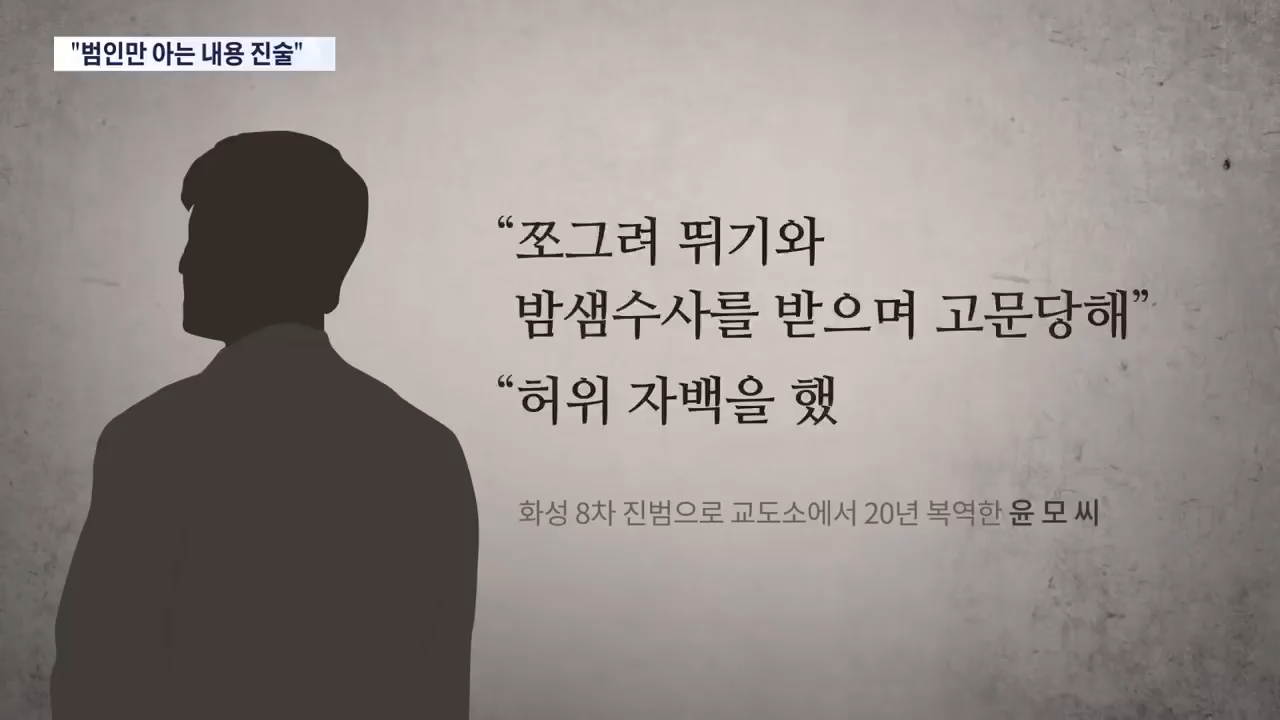 "범인만 아는 내용 진술"
“쪼그려 뛰기와
밤샘수사를 받으며 고문당해”
“허위 자백을 했
화성 8차 진범으로 교도소에서 20년 복역한 윤 모 씨